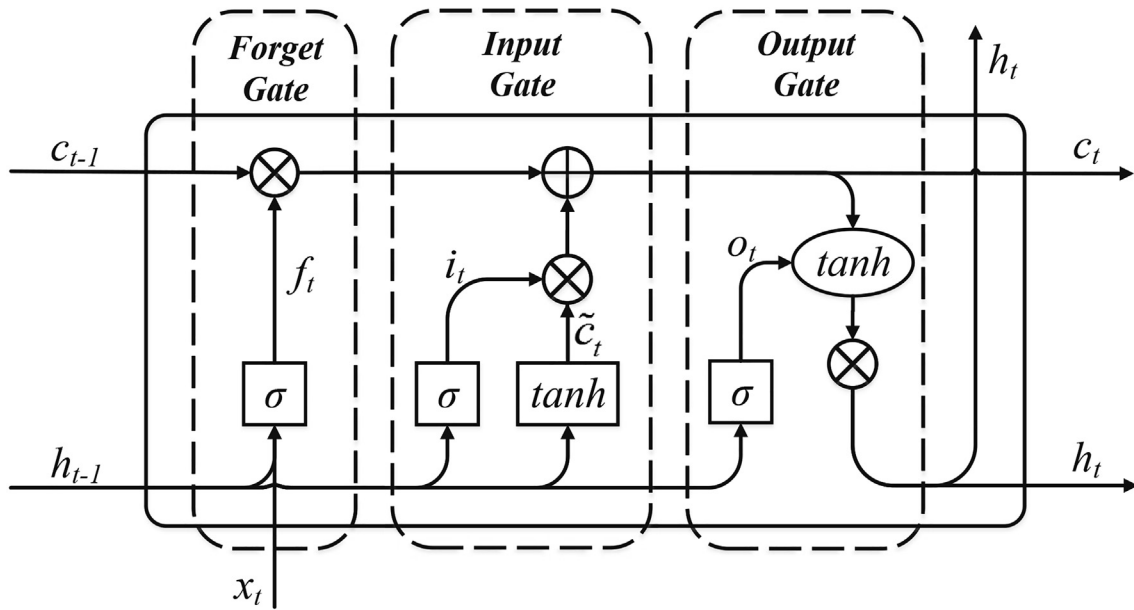 Forget
Gate
Input
Gate
Output
Gate
h_t
c_{t-1}
c_t
f_t
i_t
c̃_t
o_t
tanh
σ
σ
tanh
σ
h_{t-1}
h_t
x_t